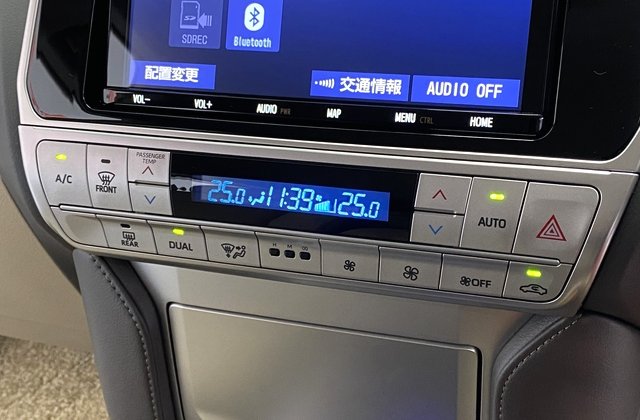 SDREC
Bluetooth
配置変更
交通情報
AUDIO OFF
VOL−
VOL+
AUDIO PWR
MAP
MENU CTRL
HOME
A/C
FRONT
PASSENGER TEMP
25.0
11:39
25.0
AUTO
REAR
DUAL
H M
OFF